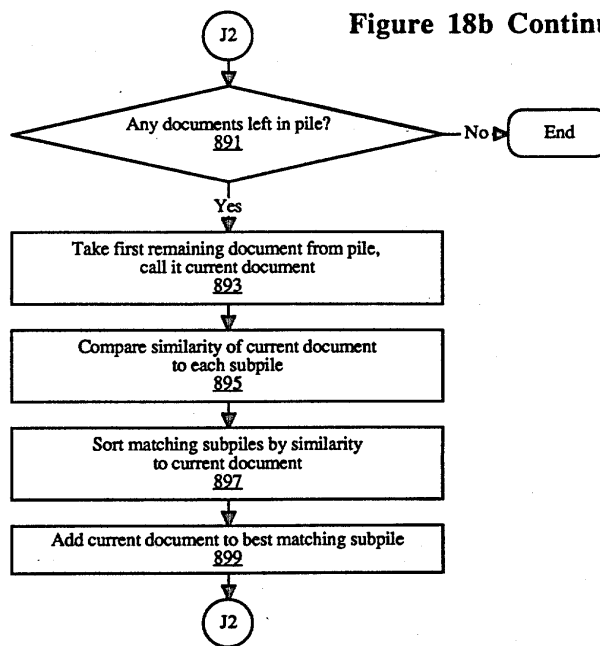 Figure 18b Continu
J2
Any documents left in pile?
891
No
End
Yes
Take first remaining document from pile,
call it current document
893
Compare similarity of current document
to each subpile
895
Sort matching subpiles by similarity
to current document
897
Add current document to best matching subpile
899
J2